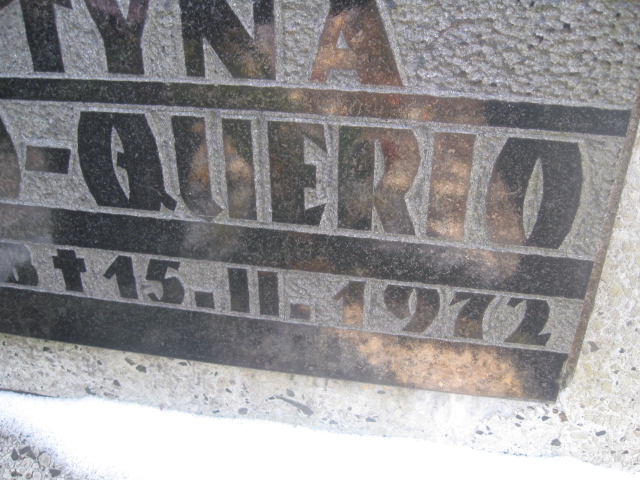 TYNA
-QUERIO
† 15.II.1972